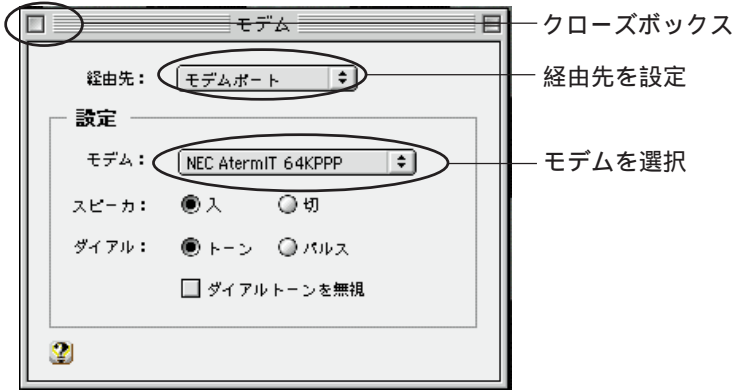 モデム
クローズボックス
経由先： モデムポート
経由先を設定
設定
モデム： NEC AtermIT 64KPPP
モデムを選択
スピーカ： 入 切
ダイアル： トーン パルス
ダイアルトーンを無視